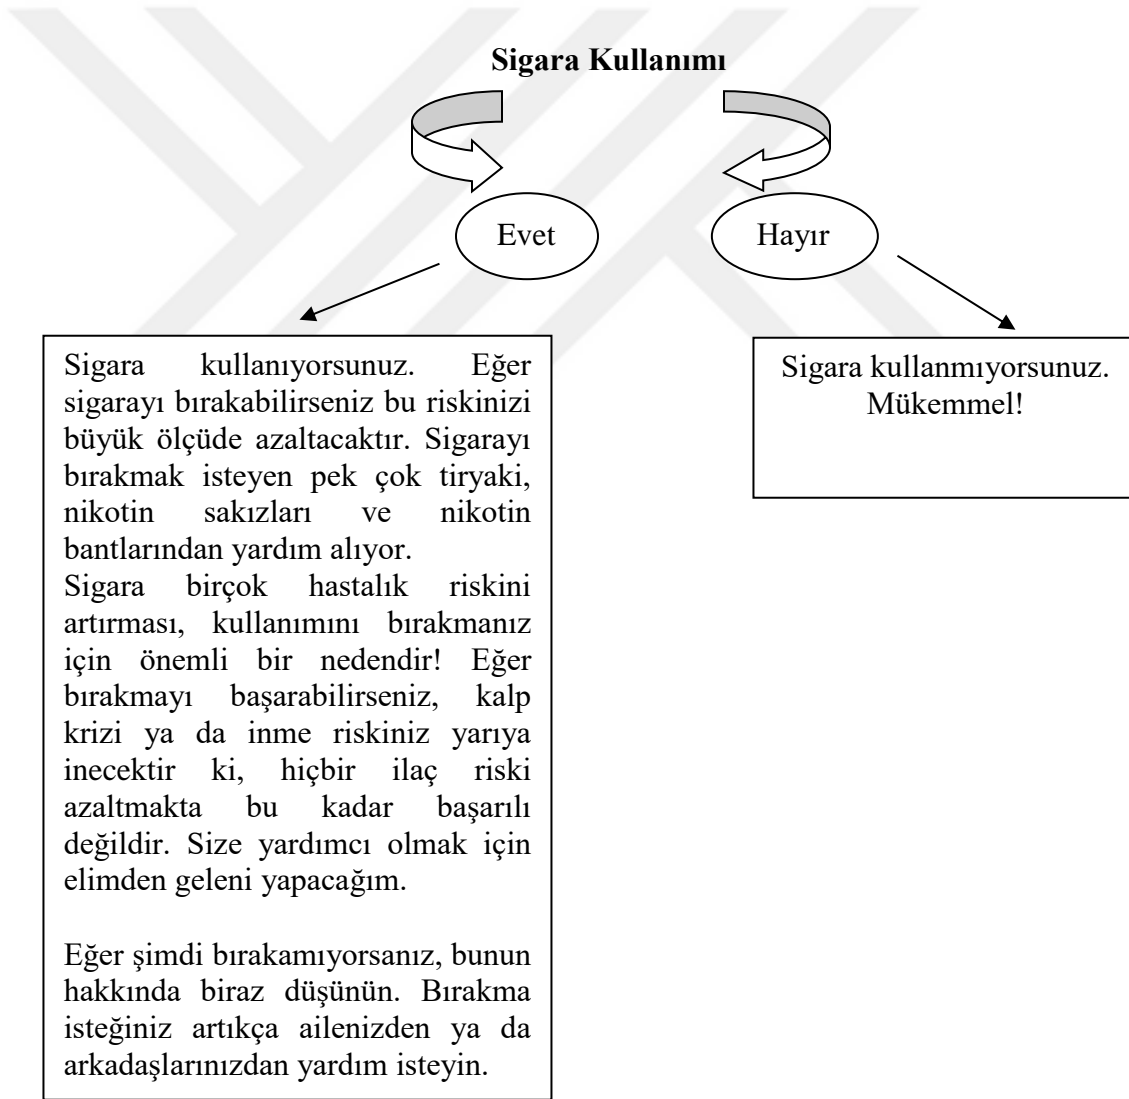 Sigara Kullanımı
Evet
Hayır
Sigara kullanıyorsunuz. Eğer
sigarayı bırakabilirseniz bu riskinizi
büyük ölçüde azaltacaktır. Sigarayı
bırakmak isteyen pek çok tiryaki,
nikotin sakızları ve nikotin
bantlarından yardım alıyor.
Sigara birçok hastalık riskini
artırması, kullanımını bırakmanız
için önemli bir nedendir! Eğer
bırakmayı başarabilirseniz, kalp
krizi ya da inme riskiniz yarıya
inecektir ki, hiçbir ilaç riski
azaltmakta bu kadar başarılı
değildir. Size yardımcı olmak için
elimden geleni yapacağım.
Eğer şimdi bırakamıyorsanız, bunun
hakkında biraz düşünün. Bırakma
isteğiniz artıkça ailenizden ya da
arkadaşlarınızdan yardım isteyin.
Sigara kullanmıyorsunuz.
Mükemmel!